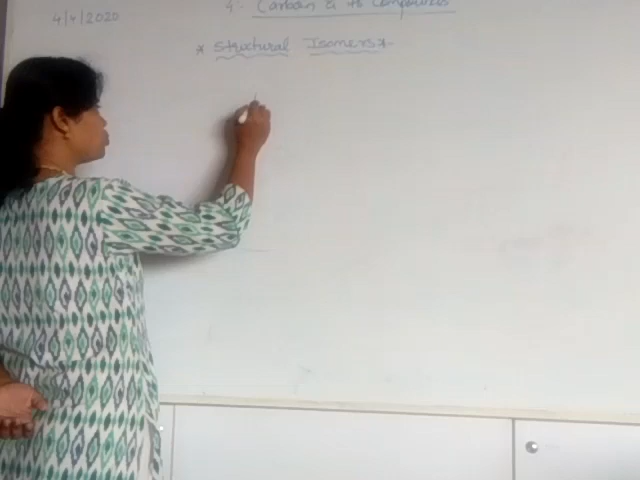 4/4/2020
4. Carbon & its Compounds
* Structural Isomers *-